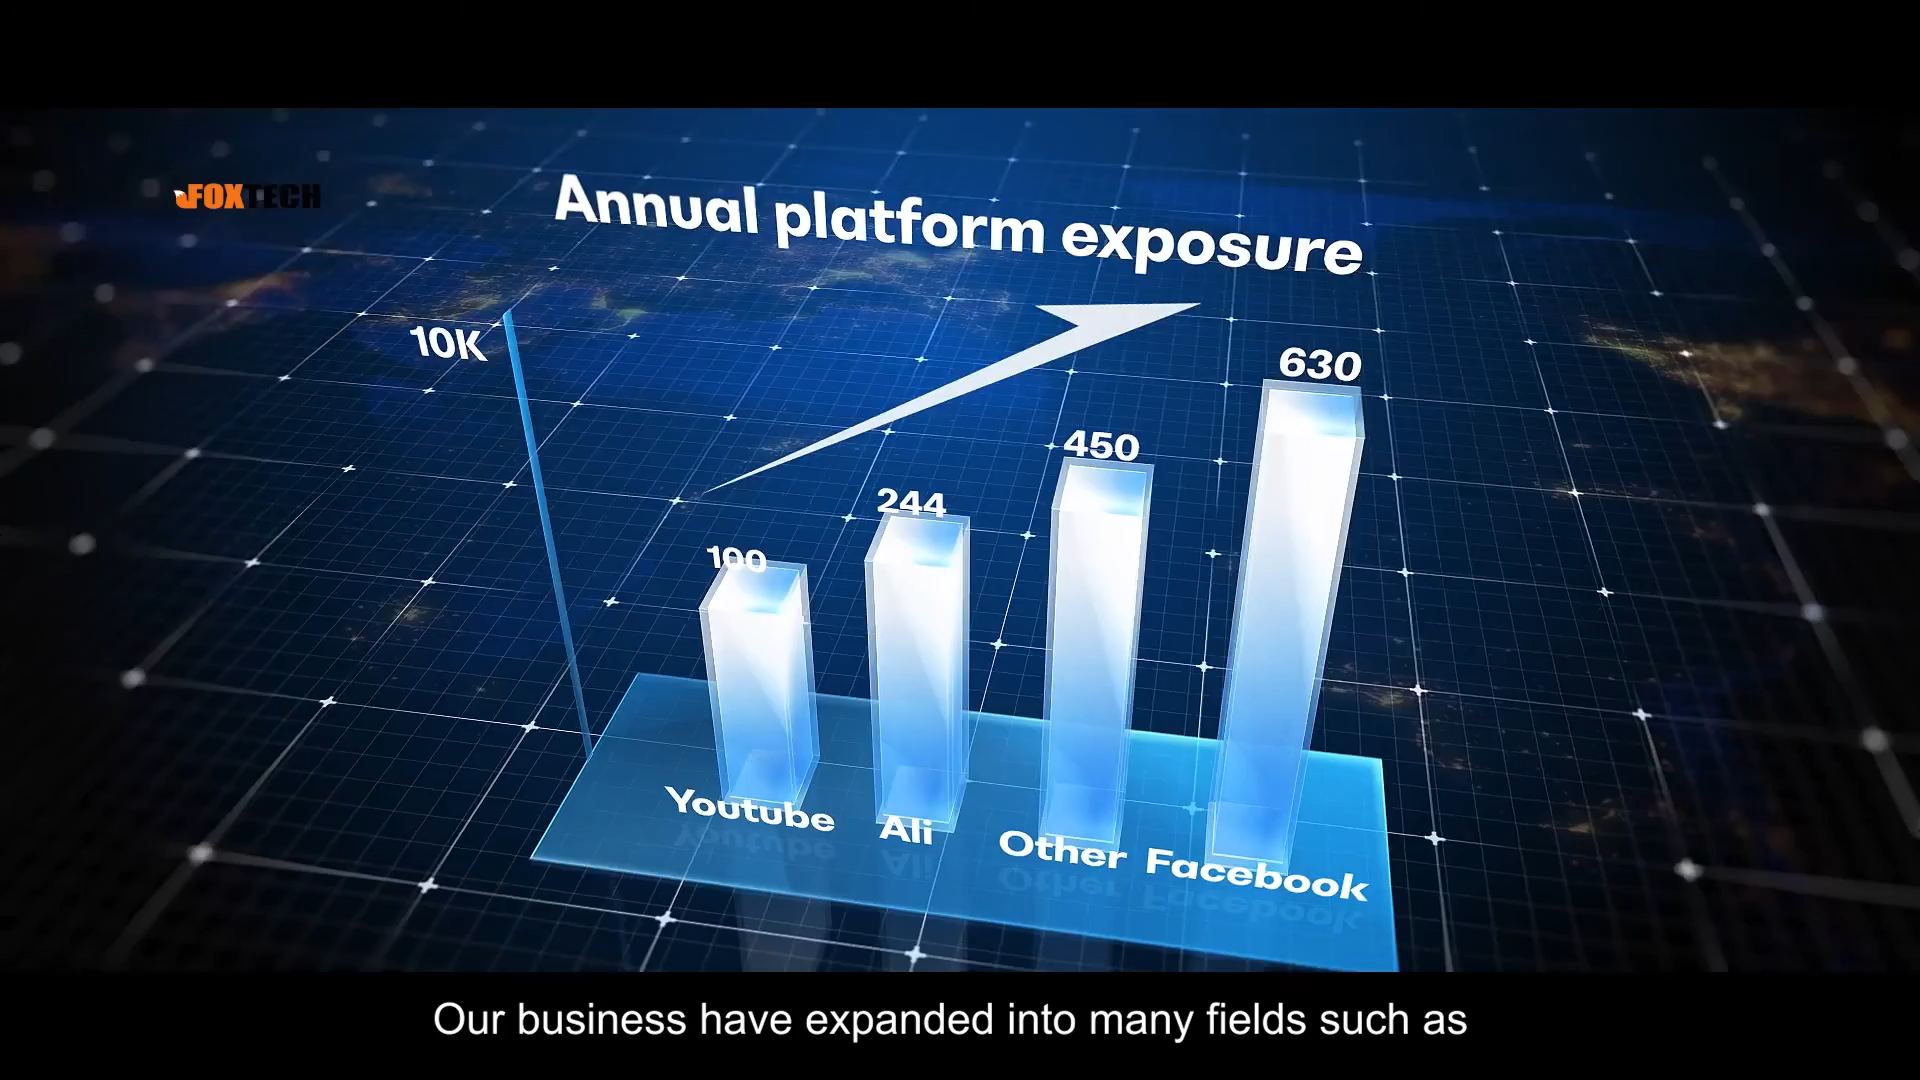 FOXTECH
Annual platform exposure
10K
630
450
244
100
Youtube
Ali
Other
Facebook
Our business have expanded into many fields such as